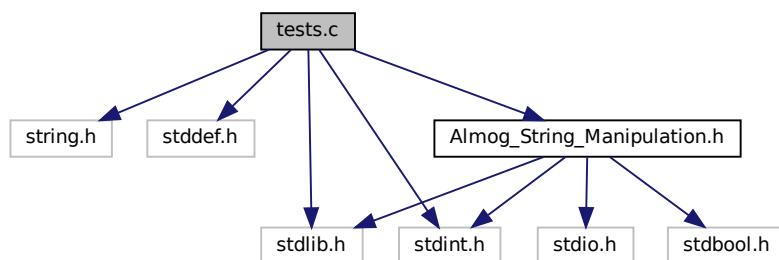 tests.c
string.h
stddef.h
Almog_String_Manipulation.h
stdlib.h
stdint.h
stdio.h
stdbool.h